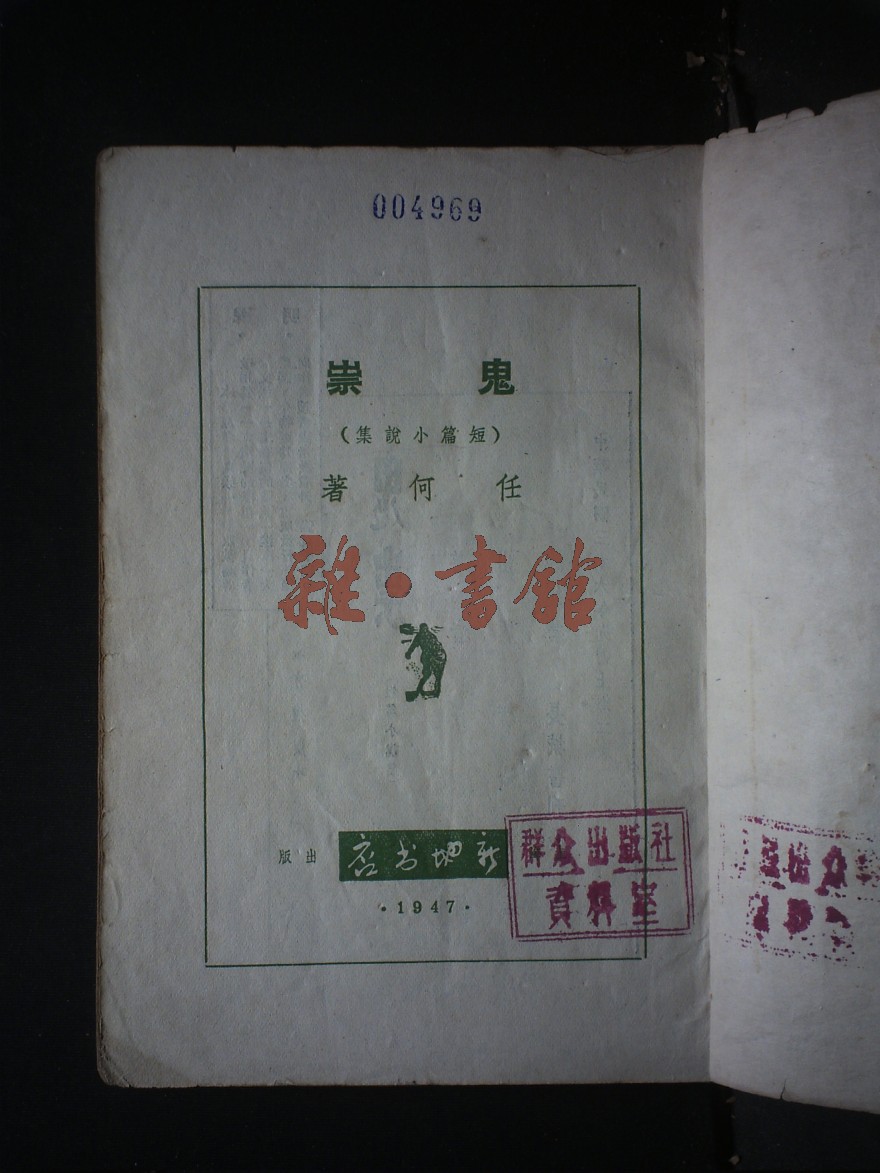 004969
鬼祟
(短篇小說集)
任何著
雜·書館
新地书店 出版
·1947·
群众出版社
資料室